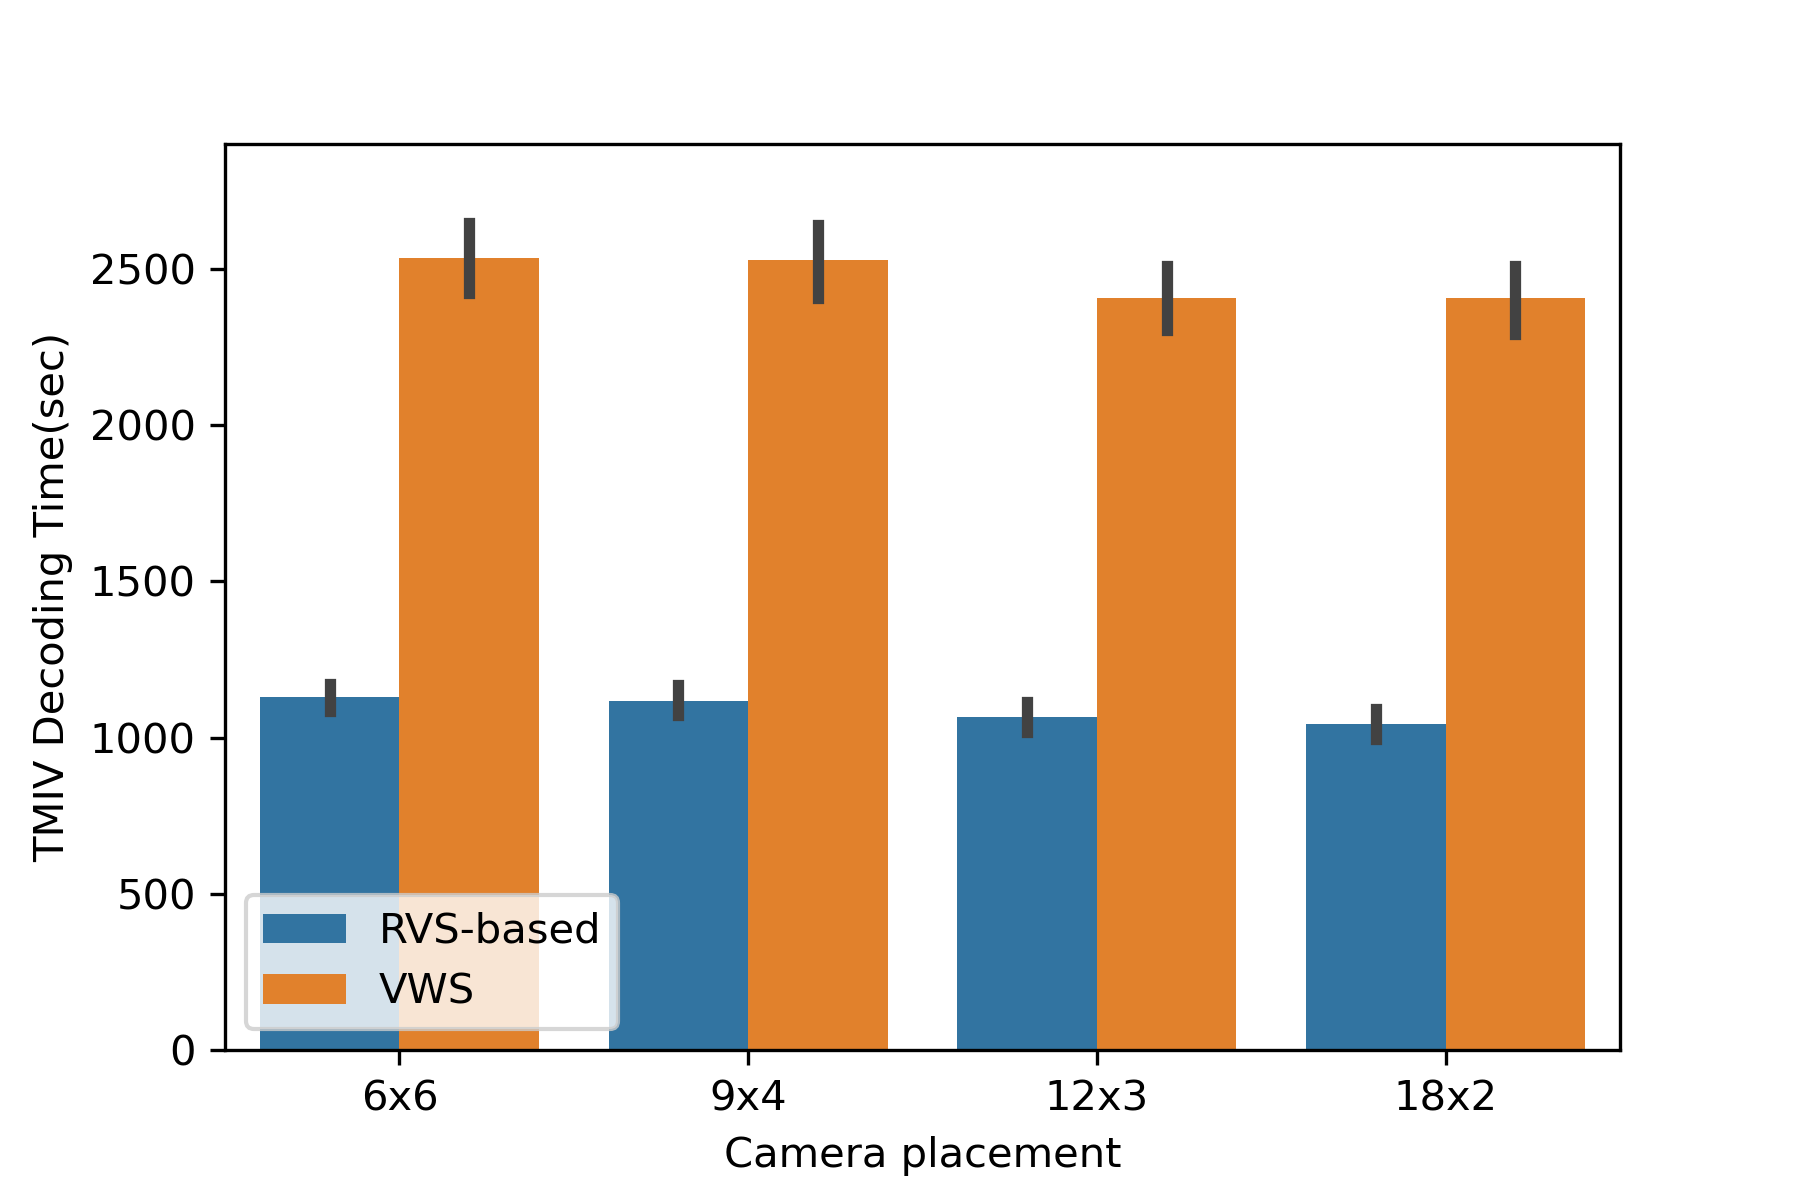 TMIV Decoding Time(sec)
2500
2000
1500
1000
500
0
RVS-based
VWS
6x6 9x4 12x3 18x2
Camera placement